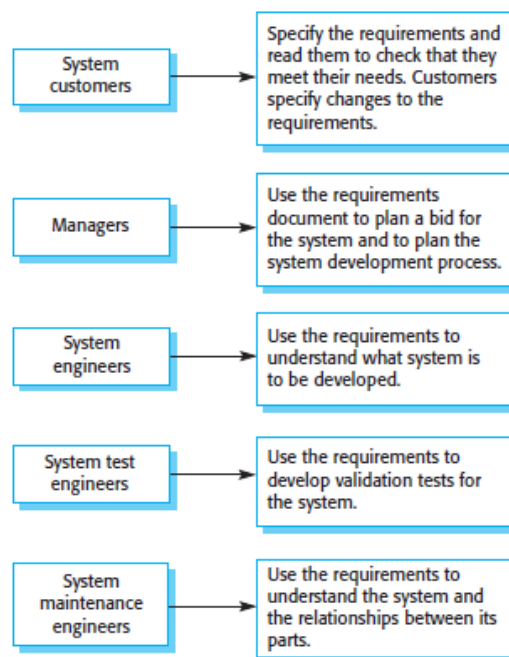 System
customers
Specify the requirements and
read them to check that they
meet their needs. Customers
specify changes to the
requirements.
Managers
Use the requirements
document to plan a bid for
the system and to plan the
system development process.
System
engineers
Use the requirements to
understand what system is
to be developed.
System test
engineers
Use the requirements to
develop validation tests for
the system.
System
maintenance
engineers
Use the requirements to
understand the system and
the relationships between its
parts.